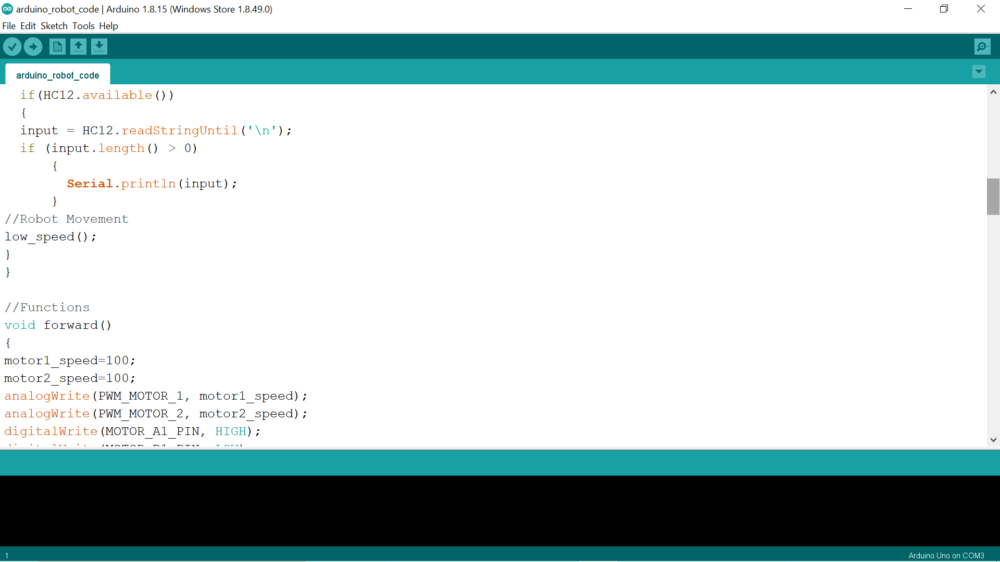 arduino_robot_code | Arduino 1.8.15 (Windows Store 1.8.49.0)
File Edit Sketch Tools Help
arduino_robot_code
if(HC12.available())
{
input = HC12.readStringUntil('\n');
if (input.length() > 0)
{
Serial.println(input);
}
//Robot Movement
low_speed();
}
}
//Functions
void forward()
{
motor1_speed=100;
motor2_speed=100;
analogWrite(PWM_MOTOR_1, motor1_speed);
analogWrite(PWM_MOTOR_2, motor2_speed);
digitalWrite(MOTOR_A1_PIN, HIGH);
1
Arduino Uno on COM3